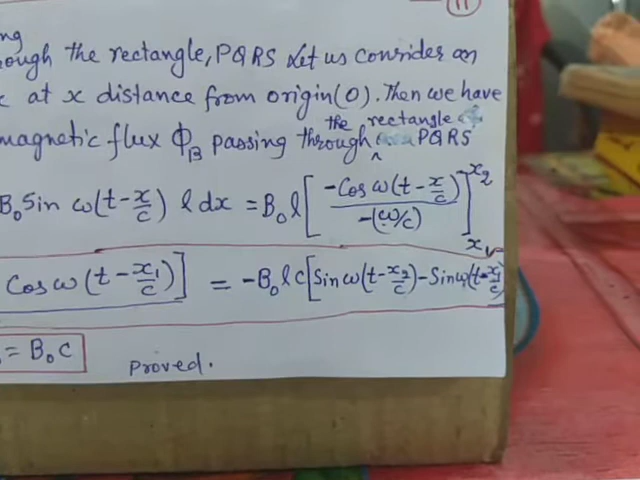 11
ng
ough the rectangle, PQRS Let us consider an
at x distance from origin (O). Then we have
the rectangle
magnetic flux ΦB passing through ^ PQRS
B₀ Sin ω(t - x/c) l dx = B₀ l [ -Cos ω(t - x/c) / -(ω/c) ] x₂ x₁
Cos ω (t - x₁/c)] = -B₀ l c [Sin ω(t - x₂/c) - Sin ω(t - x₁/c)
= B₀ c
Proved.